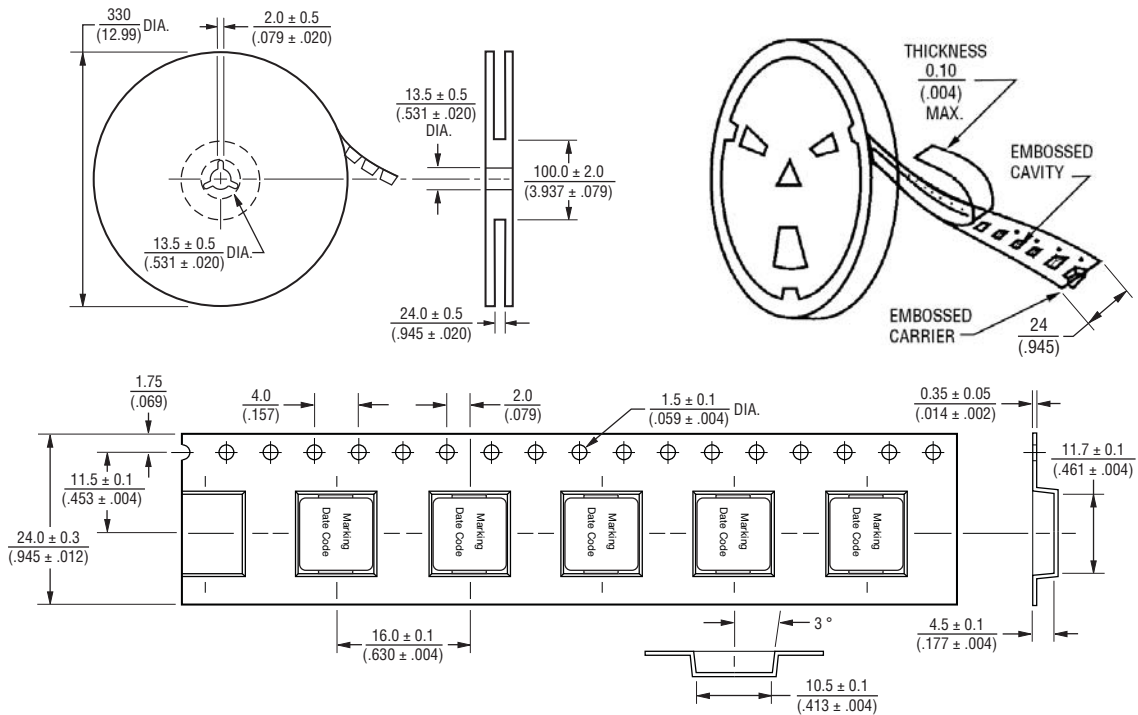 330
(12.99)
DIA.
2.0 ± 0.5
(.079 ± .020)
13.5 ± 0.5
(.531 ± .020)
DIA.
100.0 ± 2.0
(3.937 ± .079)
13.5 ± 0.5
(.531 ± .020)
DIA.
24.0 ± 0.5
(.945 ± .020)
THICKNESS
0.10
(.004)
MAX.
EMBOSSED
CAVITY
EMBOSSED
CARRIER
24
(.945)
1.75
(.069)
4.0
(.157)
2.0
(.079)
1.5 ± 0.1
(.059 ± .004)
DIA.
0.35 ± 0.05
(.014 ± .002)
11.5 ± 0.1
(.453 ± .004)
11.7 ± 0.1
(.461 ± .004)
24.0 ± 0.3
(.945 ± .012)
Marking
Date Code
Marking
Date Code
Marking
Date Code
Marking
Date Code
Marking
Date Code
16.0 ± 0.1
(.630 ± .004)
3 °
4.5 ± 0.1
(.177 ± .004)
10.5 ± 0.1
(.413 ± .004)